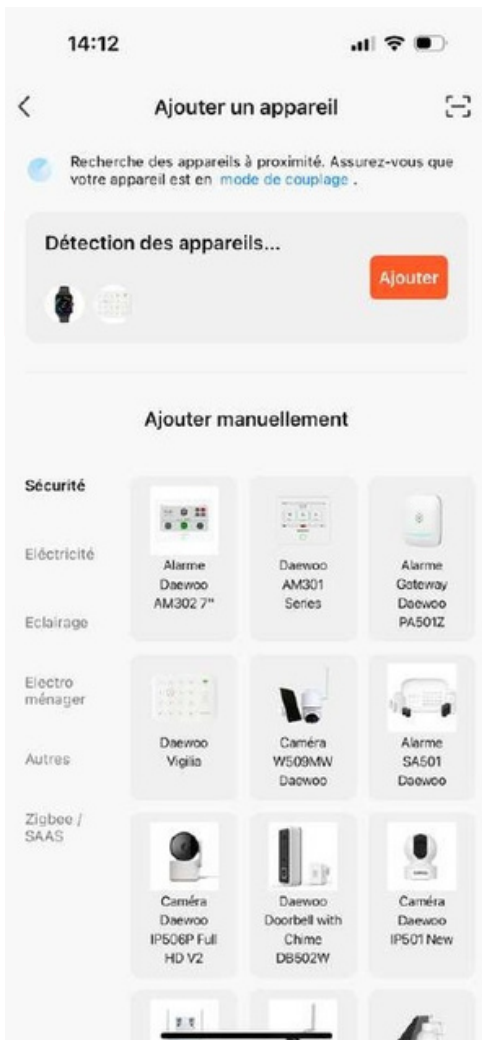 14:12
Ajouter un appareil
Recherche des appareils à proximité. Assurez-vous que
votre appareil est en mode de couplage .
Détection des appareils...
Ajouter
Ajouter manuellement
Sécurité
Eléctricité
Eclairage
Electro
ménager
Autres
Zigbee /
SAAS
Alarme
Daewoo
AM302 7"
Daewoo
AM301
Series
Alarme
Gateway
Daewoo
PA501Z
Daewoo
Vigilia
Caméra
W509MW
Daewoo
Alarme
SA501
Daewoo
Caméra
Daewoo
IP506P Full
HD V2
Daewoo
Doorbell with
Chime
DB502W
Caméra
Daewoo
IP501 New